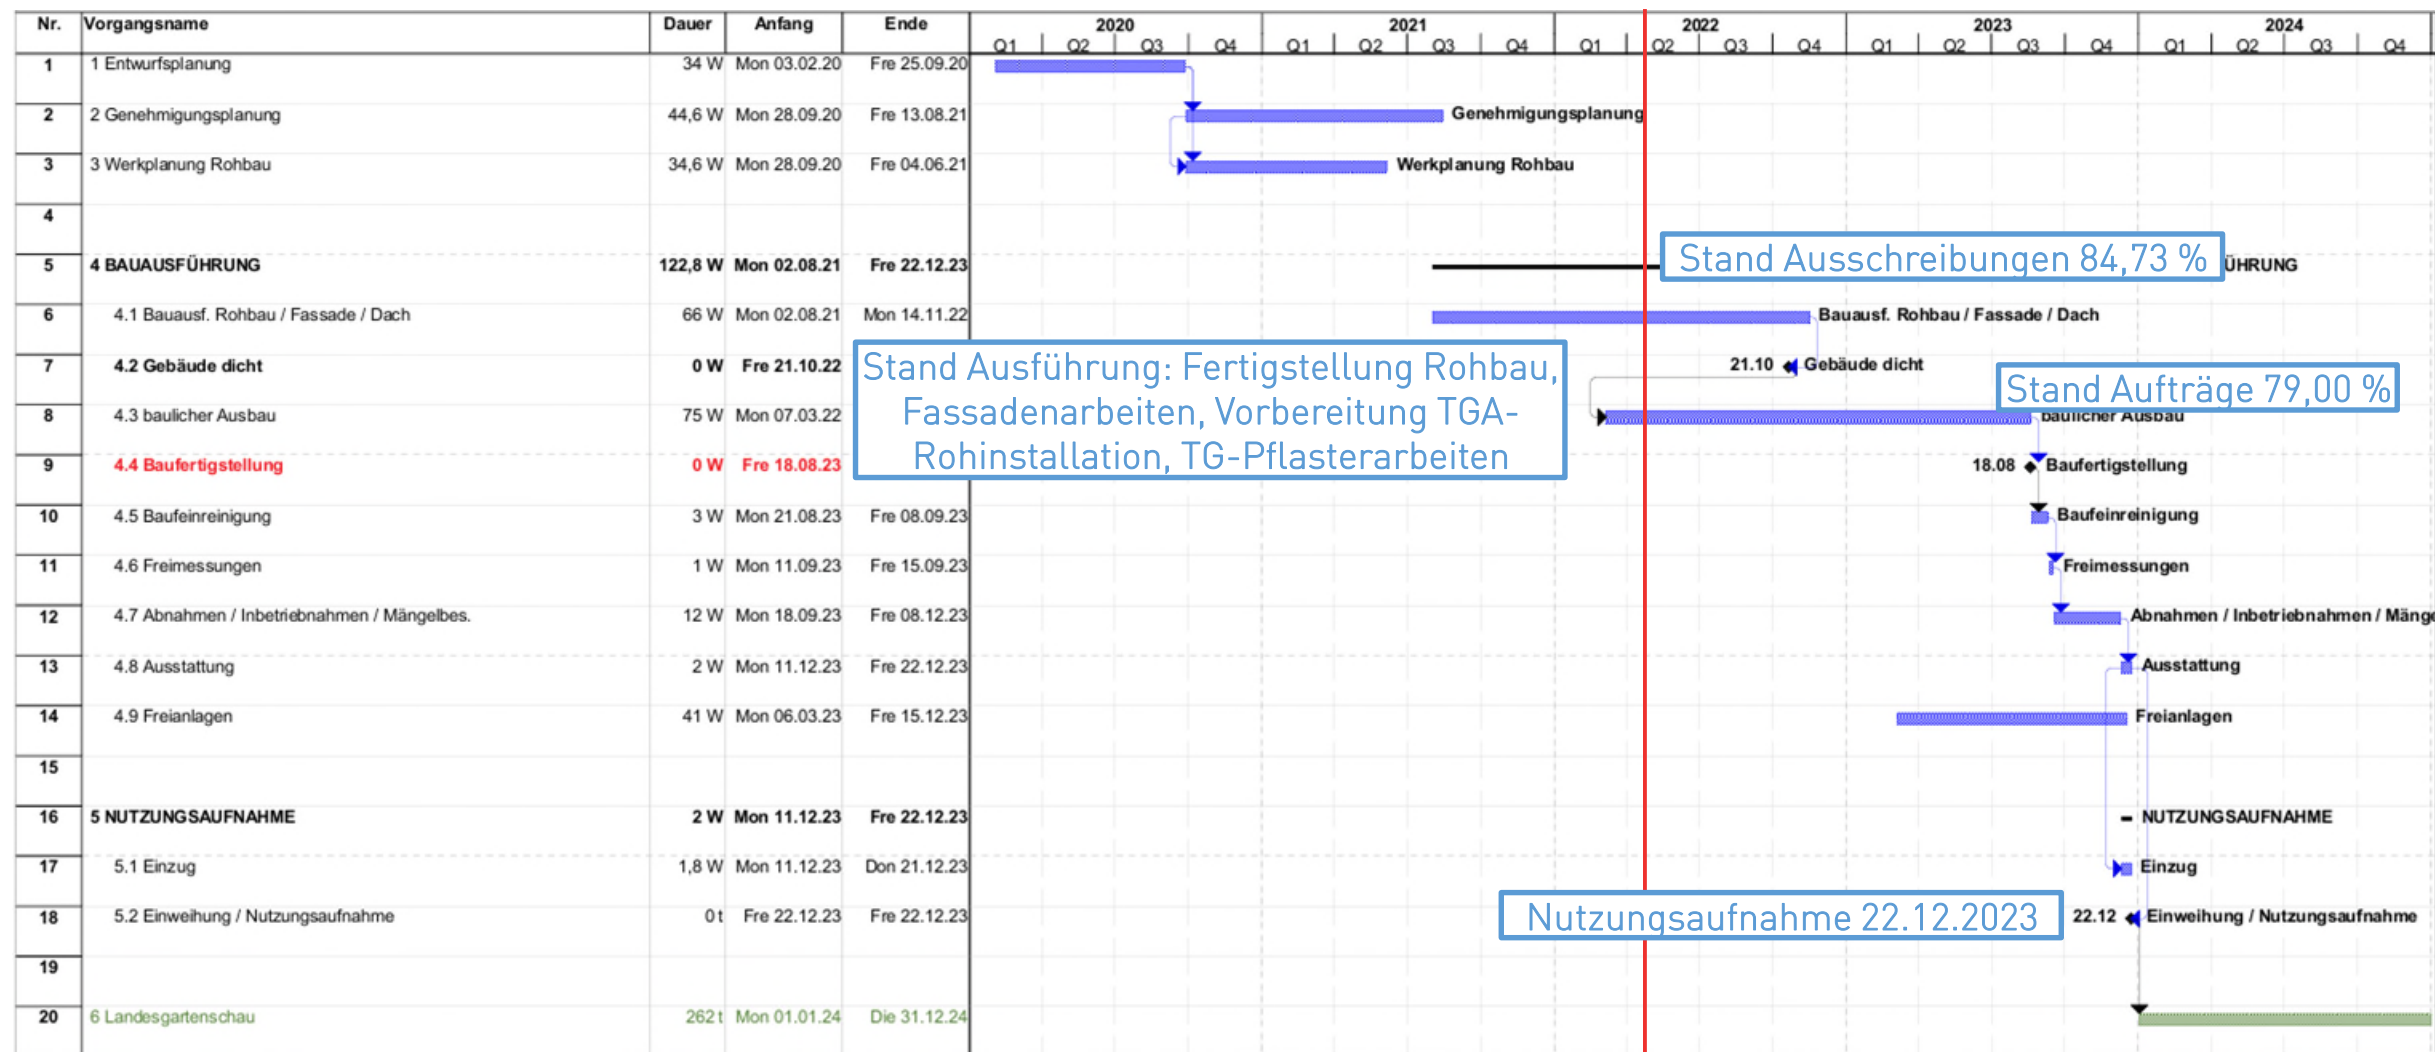 Nr. Vorgangsname Dauer Anfang Ende 2020 2021 2022 2023 2024
Q1 Q2 Q3 Q4 Q1 Q2 Q3 Q4 Q1 Q2 Q3 Q4 Q1 Q2 Q3 Q4 Q1 Q2 Q3 Q4
1 1 Entwurfsplanung 34 W Mon 03.02.20 Fre 25.09.20
2 2 Genehmigungsplanung 44,6 W Mon 28.09.20 Fre 13.08.21 Genehmigungsplanung
3 3 Werkplanung Rohbau 34,6 W Mon 28.09.20 Fre 04.06.21 Werkplanung Rohbau
4
5 4 BAUAUSFÜHRUNG 122,8 W Mon 02.08.21 Fre 22.12.23 Stand Ausschreibungen 84,73 % ÜHRUNG
6 4.1 Bauausf. Rohbau / Fassade / Dach 66 W Mon 02.08.21 Mon 14.11.22 Bauausf. Rohbau / Fassade / Dach
7 4.2 Gebäude dicht 0 W Fre 21.10.22 21.10 Gebäude dicht
Stand Ausführung: Fertigstellung Rohbau,
Fassadenarbeiten, Vorbereitung TGA-
Rohinstallation, TG-Pflasterarbeiten
Stand Aufträge 79,00 %
8 4.3 baulicher Ausbau 75 W Mon 07.03.22 baulicher Ausbau
9 4.4 Baufertigstellung 0 W Fre 18.08.23 18.08 Baufertigstellung
10 4.5 Baufeinreinigung 3 W Mon 21.08.23 Fre 08.09.23 Baufeinreinigung
11 4.6 Freimessungen 1 W Mon 11.09.23 Fre 15.09.23 Freimessungen
12 4.7 Abnahmen / Inbetriebnahmen / Mängelbes. 12 W Mon 18.09.23 Fre 08.12.23 Abnahmen / Inbetriebnahmen / Mänge
13 4.8 Ausstattung 2 W Mon 11.12.23 Fre 22.12.23 Ausstattung
14 4.9 Freianlagen 41 W Mon 06.03.23 Fre 15.12.23 Freianlagen
15
16 5 NUTZUNGSAUFNAHME 2 W Mon 11.12.23 Fre 22.12.23 NUTZUNGSAUFNAHME
17 5.1 Einzug 1,8 W Mon 11.12.23 Don 21.12.23 Einzug
18 5.2 Einweihung / Nutzungsaufnahme 0 t Fre 22.12.23 Fre 22.12.23 Nutzungsaufnahme 22.12.2023 22.12 Einweihung / Nutzungsaufnahme
19
20 6 Landesgartenschau 262 t Mon 01.01.24 Die 31.12.24